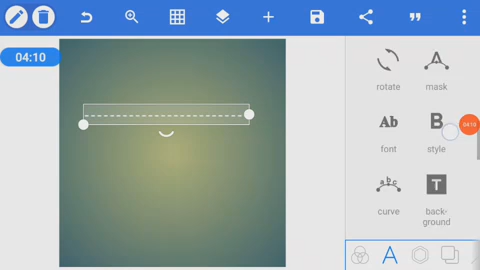 04:10
rotate
mask
04:10
Ab
B
font
style
abc
T
curve
back-
ground
A